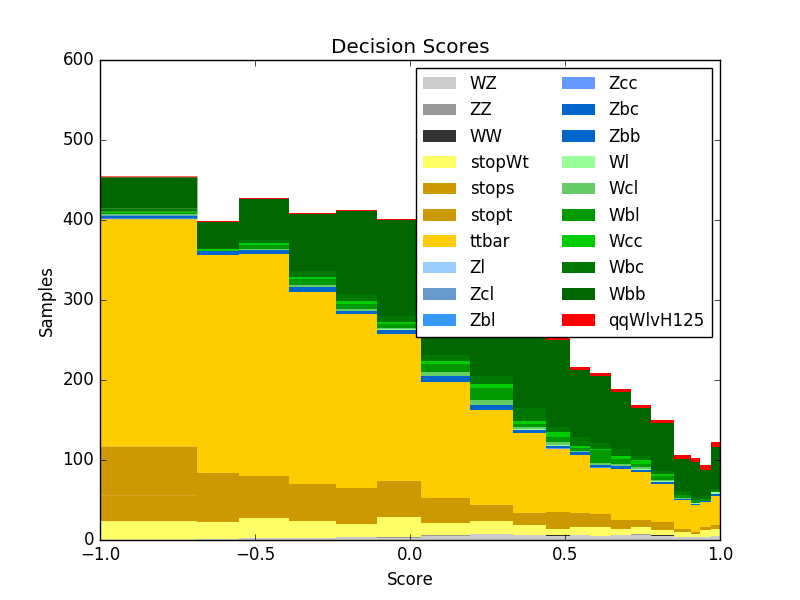 Decision Scores
600
500
400
300
200
100
0
Samples
−1.0
−0.5
0.0
0.5
1.0
Score
WZ
ZZ
WW
stopWt
stops
stopt
ttbar
Zl
Zcl
Zbl
Zcc
Zbc
Zbb
Wl
Wcl
Wbl
Wcc
Wbc
Wbb
qqWlvH125